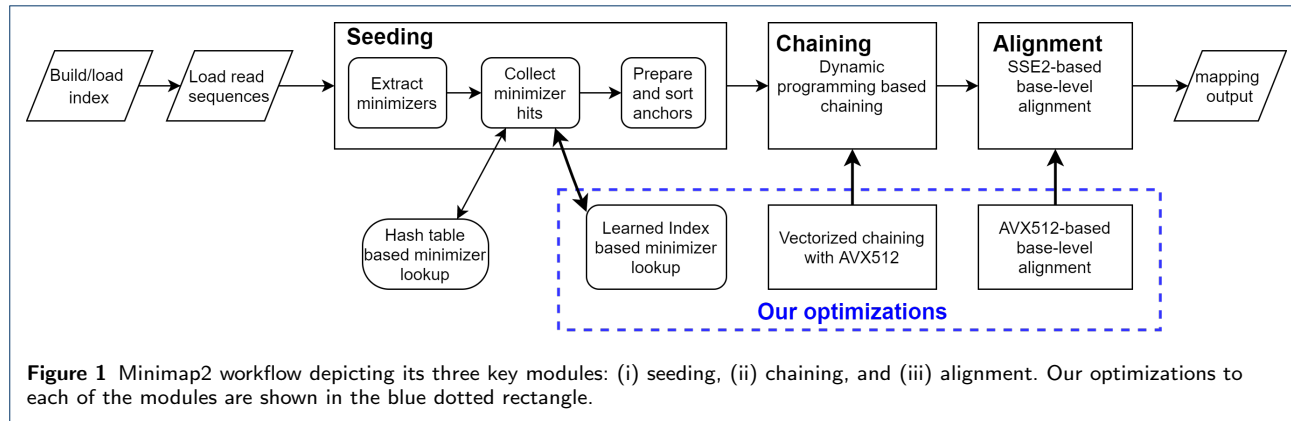 Build/load
index
Load read
sequences
Seeding
Extract
minimizers
Collect
minimizer
hits
Prepare
and sort
anchors
Chaining
Dynamic
programming based
chaining
Alignment
SSE2-based
base-level
alignment
mapping
output
Hash table
based minimizer
lookup
Learned Index
based minimizer
lookup
Vectorized chaining
with AVX512
AVX512-based
base-level
alignment
Our optimizations
Figure 1 Minimap2 workflow depicting its three key modules: (i) seeding, (ii) chaining, and (iii) alignment. Our optimizations to
each of the modules are shown in the blue dotted rectangle.